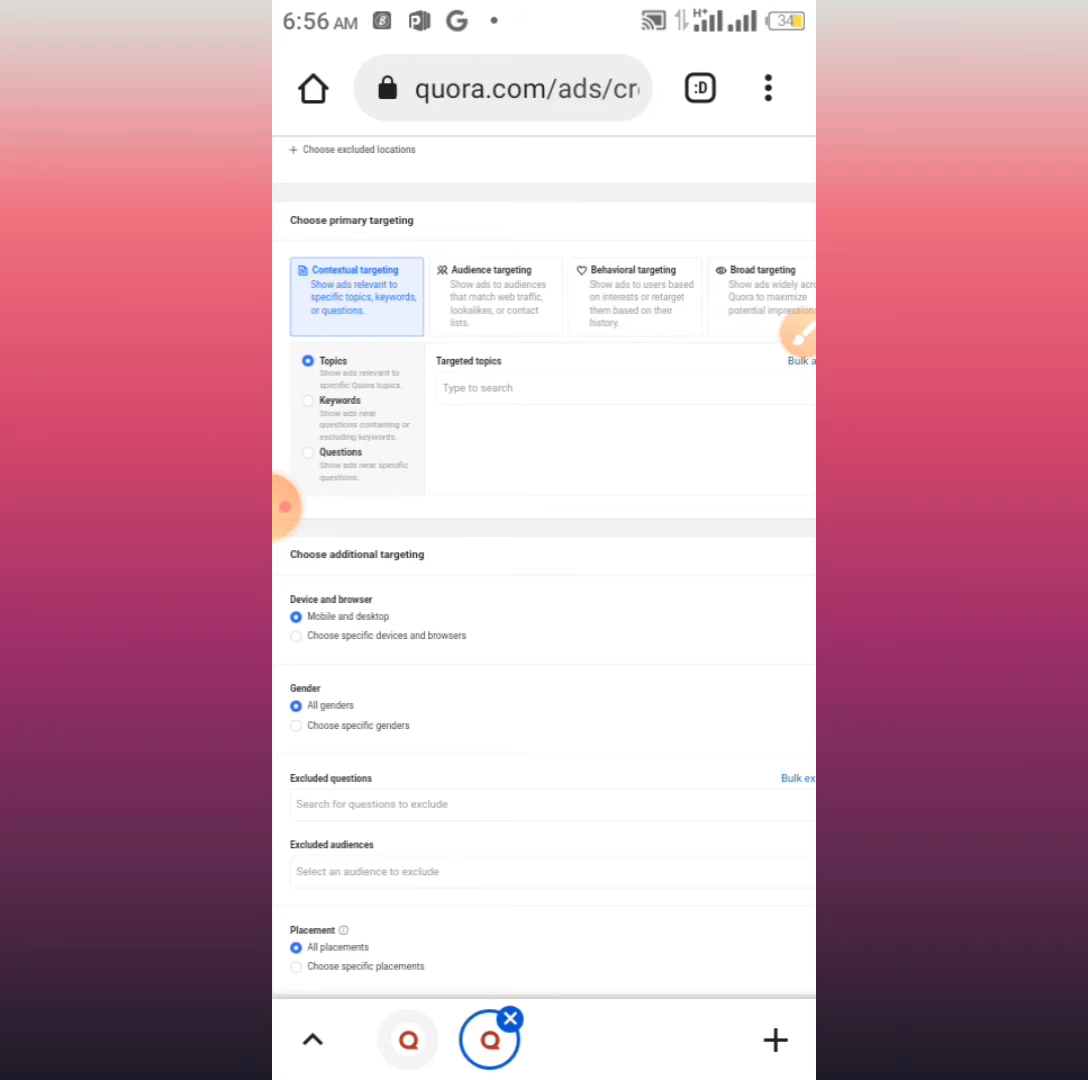 6:56 AM
H+
34
quora.com/ads/cr
:D
+ Choose excluded locations
Choose primary targeting
Contextual targeting
Show ads relevant to
specific topics, keywords,
or questions.
Audience targeting
Show ads to audiences
that match web traffic,
lookalikes, or contact
lists.
Behavioral targeting
Show ads to users based
on interests or retarget
them based on their
history.
Broad targeting
Show ads widely acro
Quora to maximize
potential impressions
Topics
Show ads relevant to
specific Quora topics.
Keywords
Show ads near
questions containing or
excluding keywords.
Questions
Show ads near specific
questions.
Targeted topics
Bulk a
Type to search
Choose additional targeting
Device and browser
Mobile and desktop
Choose specific devices and browsers
Gender
All genders
Choose specific genders
Excluded questions
Bulk ex
Search for questions to exclude
Excluded audiences
Select an audience to exclude
Placement
All placements
Choose specific placements